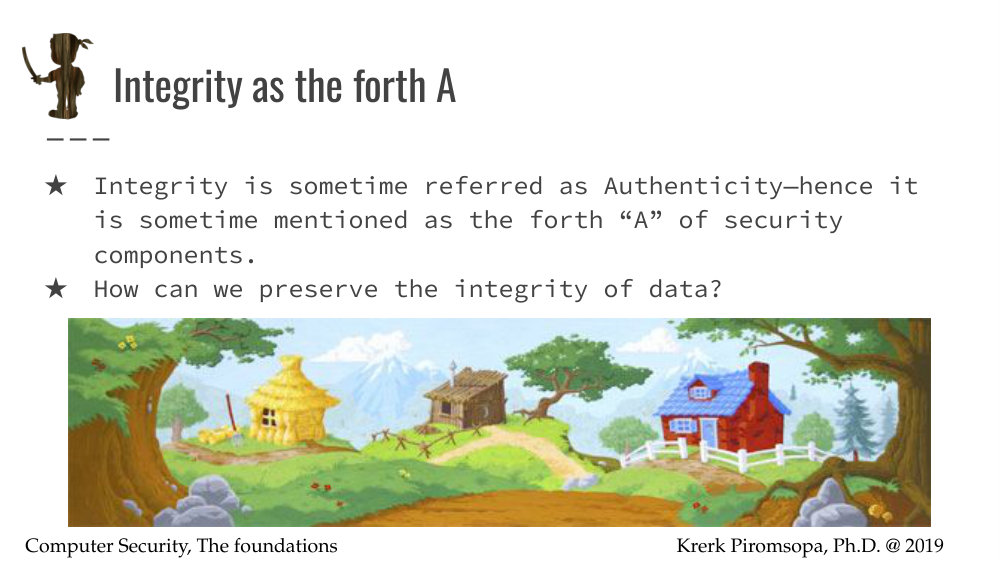 Integrity as the forth A
★ Integrity is sometime referred as Authenticity—hence it
is sometime mentioned as the forth “A” of security
components.
★ How can we preserve the integrity of data?
Computer Security, The foundations
Krerk Piromsopa, Ph.D. @ 2019